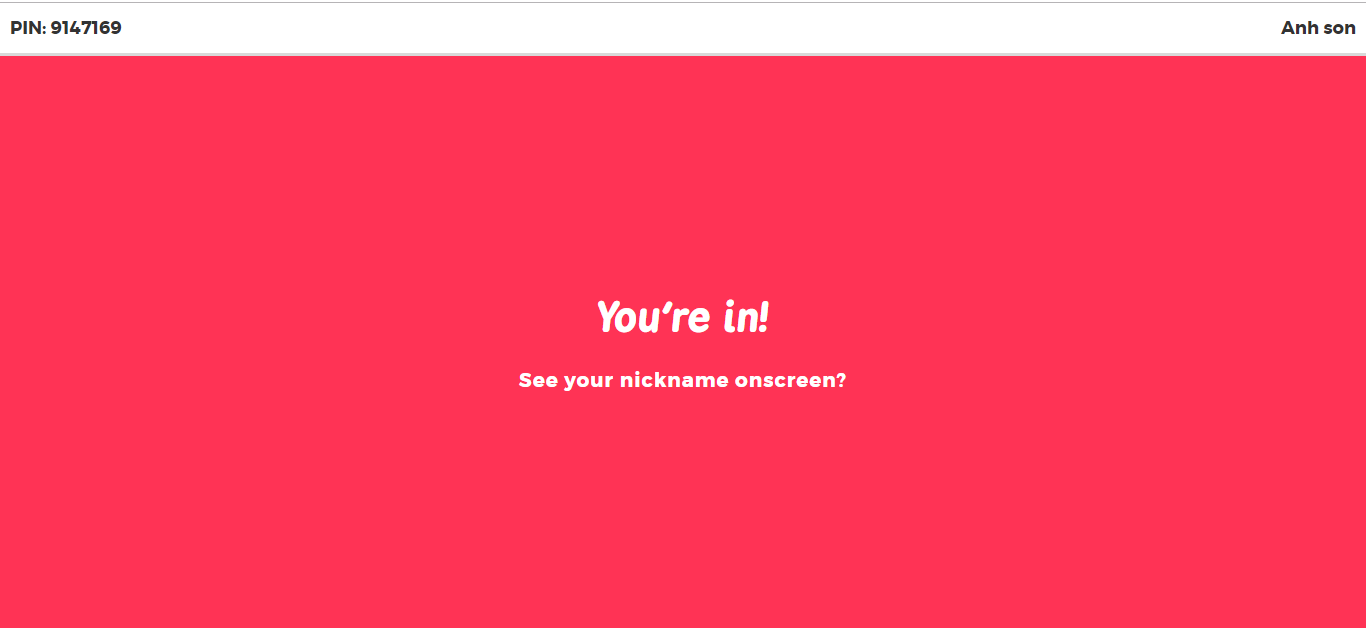 PIN: 9147169
Anh son
You're in!
See your nickname onscreen?